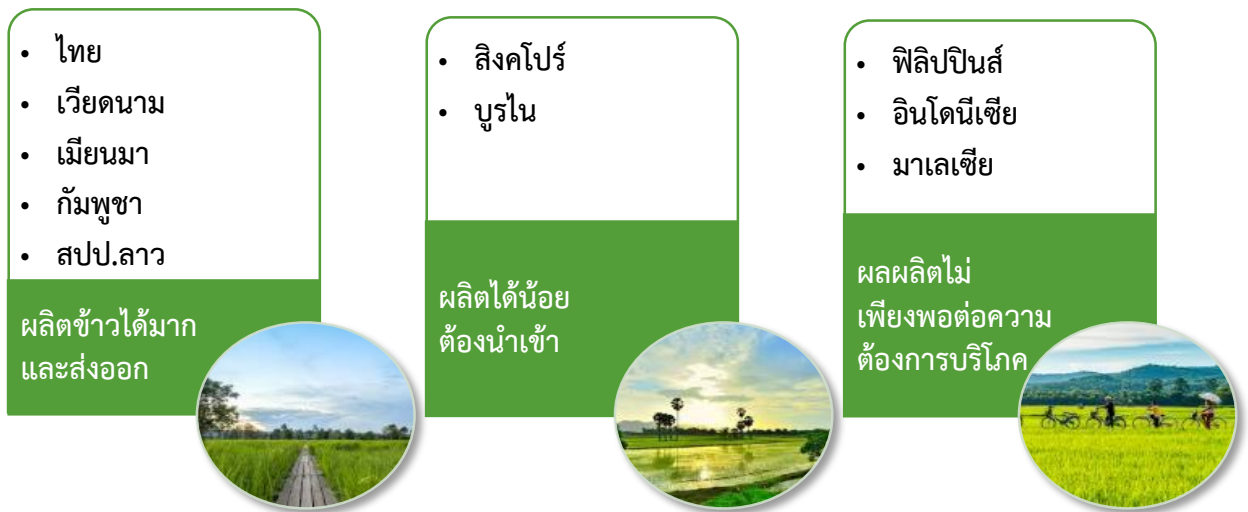 • ไทย
• เวียดนาม
• เมียนมา
• กัมพูชา
• สปป.ลาว
ผลิตข้าวได้มาก
และส่งออก
• สิงคโปร์
• บูรไน
ผลิตได้น้อย
ต้องนำเข้า
• ฟิลิปปินส์
• อินโดนีเซีย
• มาเลเซีย
ผลผลิตไม่
เพียงพอต่อความ
ต้องการบริโภค